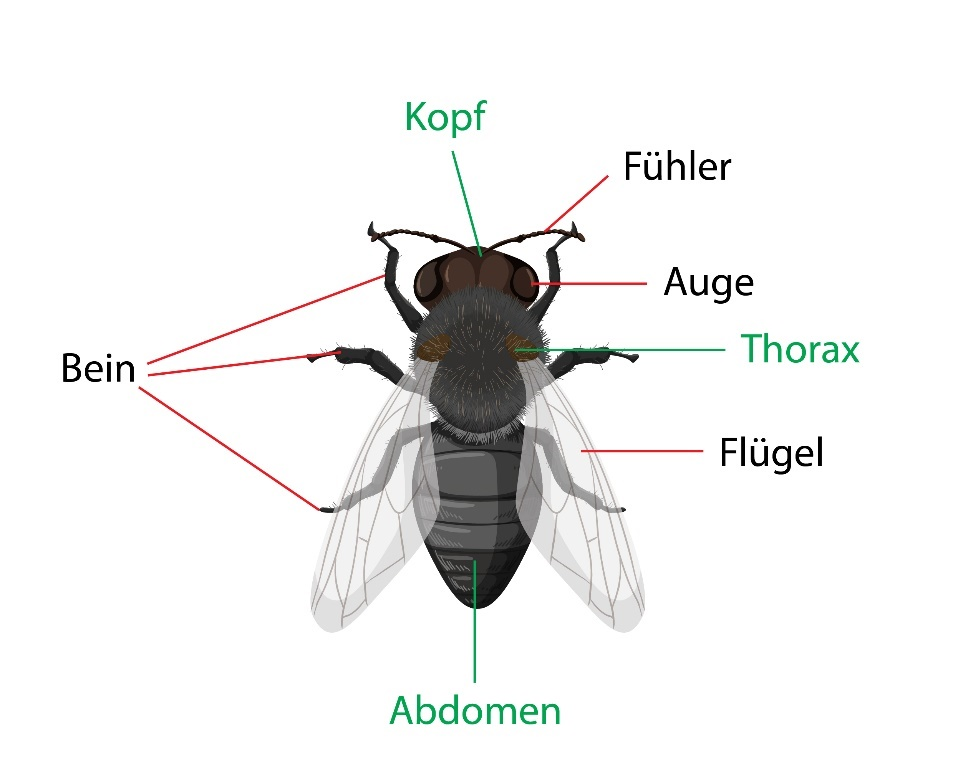 Kopf
Fühler
Auge
Thorax
Bein
Flügel
Abdomen